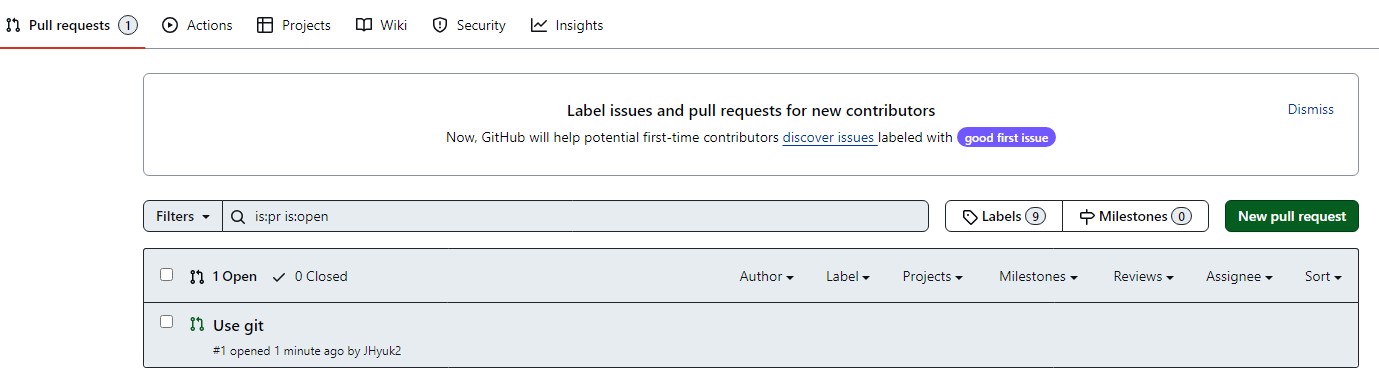 Pull requests 1 Actions Projects Wiki Security Insights
Label issues and pull requests for new contributors
Dismiss
Now, GitHub will help potential first-time contributors discover issues labeled with good first issue
Filters is:pr is:open Labels 9 Milestones 0 New pull request
1 Open 0 Closed Author Label Projects Milestones Reviews Assignee Sort
Use git
#1 opened 1 minute ago by JHyuk2